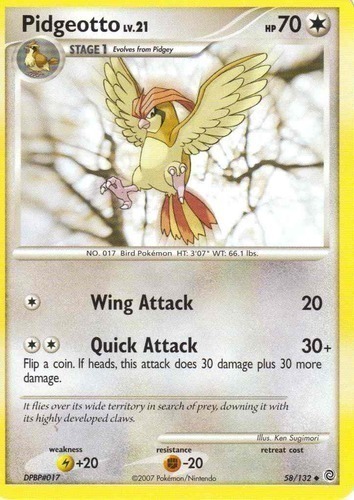 Pidgeotto LV.21 HP 70
STAGE 1 Evolves from Pidgey
NO. 017 Bird Pokémon HT: 3'07" WT: 66.1 lbs.
Wing Attack 20
Quick Attack 30+
Flip a coin. If heads, this attack does 30 damage plus 30 more
damage.
It flies over its wide territory in search of prey, downing it with
its highly developed claws.
Illus. Ken Sugimori
weakness resistance retreat cost
+20 -20
DPBP#017 ©2007 Pokémon/Nintendo 58/132